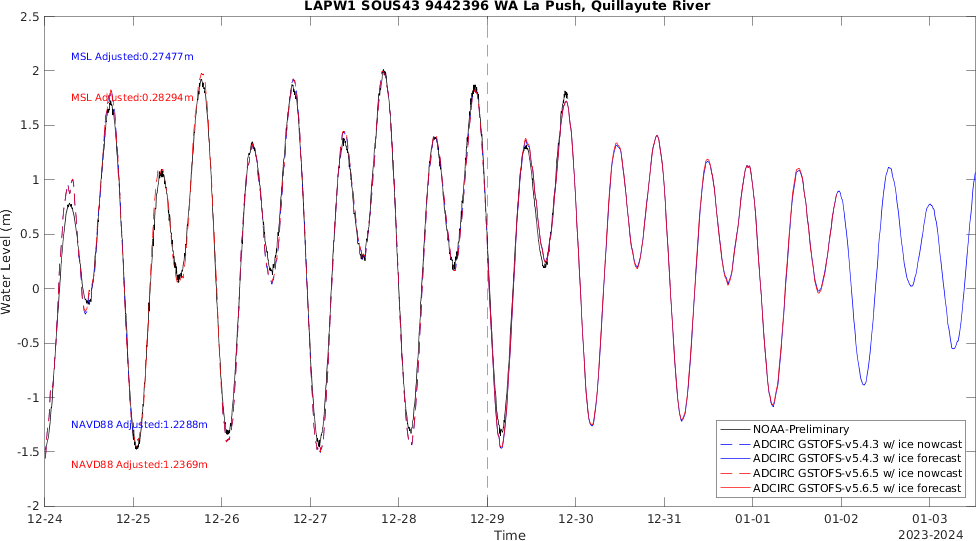 LAPW1 SOUS43 9442396 WA La Push, Quillayute River
2.5
2
1.5
1
0.5
0
-0.5
-1
-1.5
-2
Water Level (m)
MSL Adjusted:0.27477m
MSL Adjusted:0.28294m
NAVD88 Adjusted:1.2288m
NAVD88 Adjusted:1.2369m
NOAA-Preliminary
ADCIRC GSTOFS-v5.4.3 w/ ice nowcast
ADCIRC GSTOFS-v5.4.3 w/ ice forecast
ADCIRC GSTOFS-v5.6.5 w/ ice nowcast
ADCIRC GSTOFS-v5.6.5 w/ ice forecast
12-24 12-25 12-26 12-27 12-28 12-29 12-30 12-31 01-01 01-02 01-03
Time
2023-2024